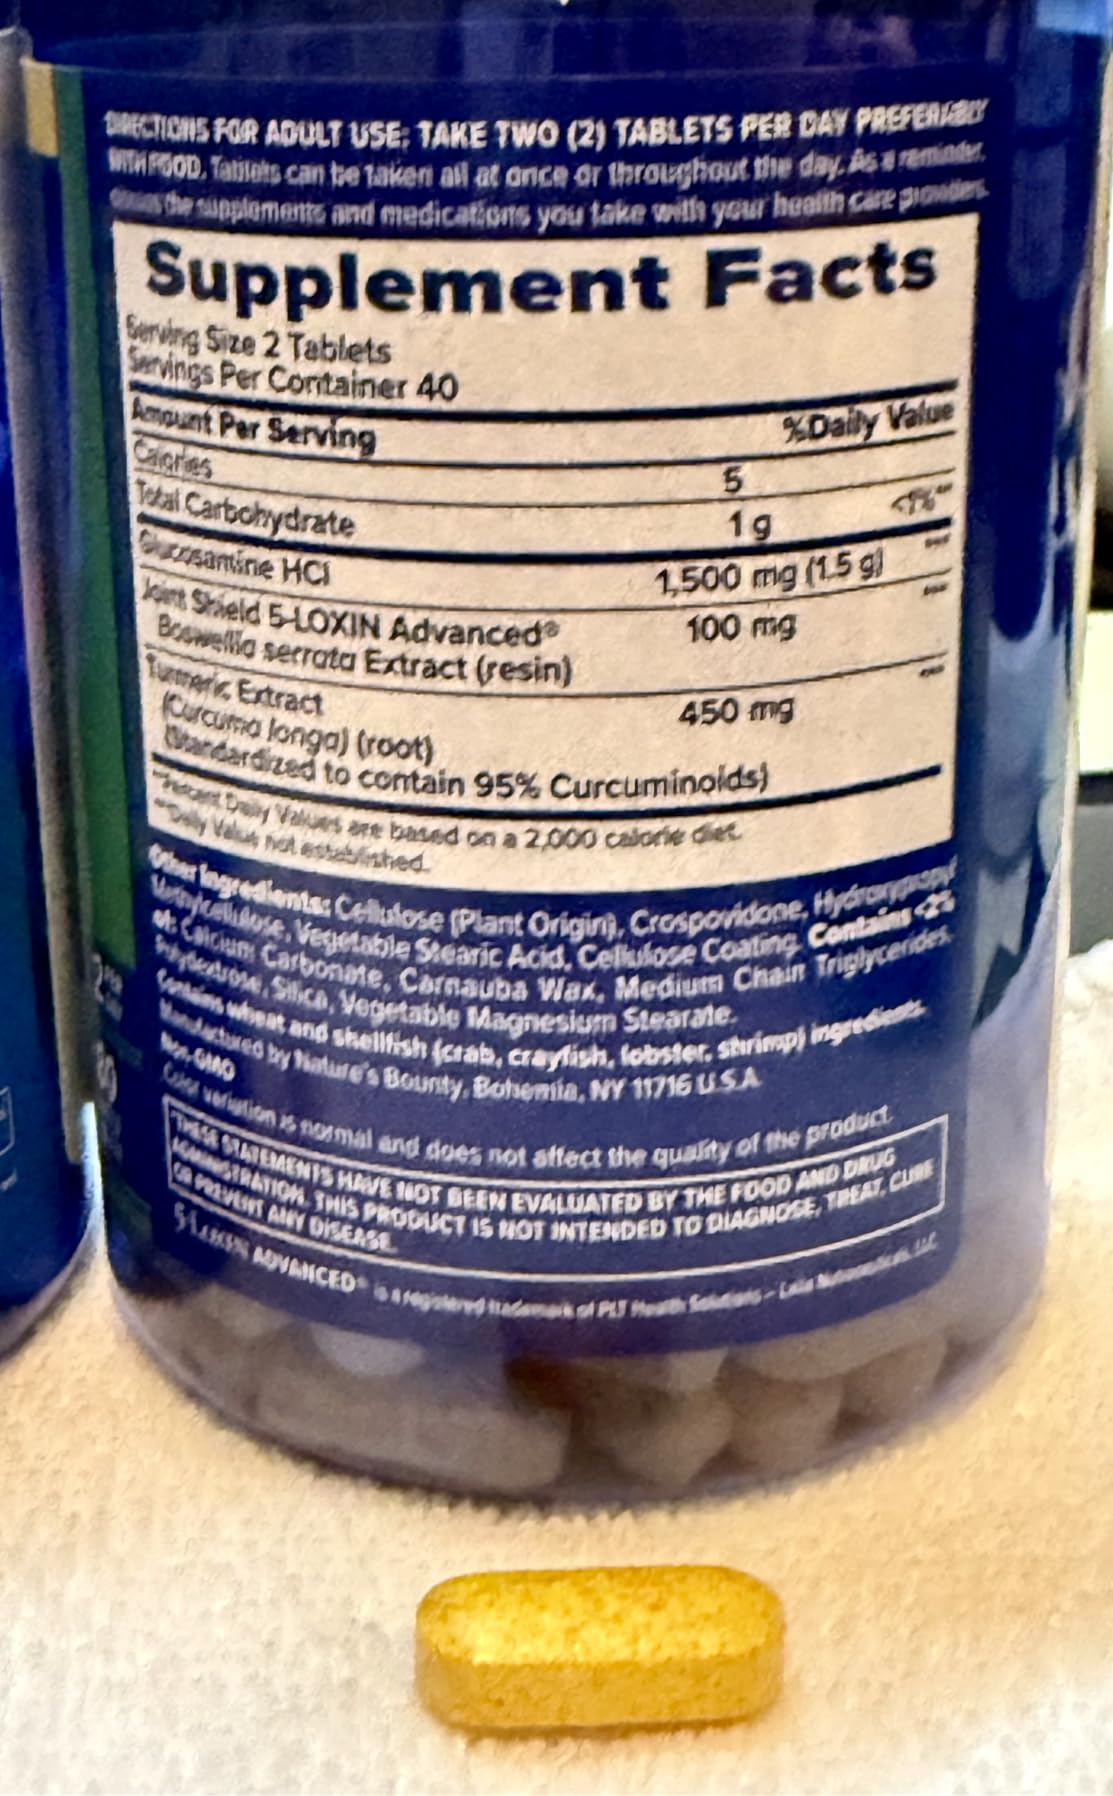 DIRECTIONS FOR ADULT USE: TAKE TWO (2) TABLETS PER DAY PREFERABLY
WITH FOOD. Tablets can be taken all at once or throughout the day. As a reminder,
discuss the supplements and medications you take with your health care providers.
Supplement Facts
Serving Size 2 Tablets
Servings Per Container 40
Amount Per Serving %Daily Value
Calories 5
Total Carbohydrate 1 g <1%**
Glucosamine HCl 1,500 mg (1.5 g) ***
Joint Shield 5-LOXIN Advanced® 100 mg ***
Boswellia serrata Extract (resin)
Turmeric Extract 450 mg ***
(Curcuma longa) (root)
(Standardized to contain 95% Curcuminoids)
**Percent Daily Values are based on a 2,000 calorie diet.
***Daily Value not established.
Other Ingredients: Cellulose (Plant Origin), Crospovidone, Hydroxypropyl
Methylcellulose, Vegetable Stearic Acid, Cellulose Coating. Contains <2%
of: Calcium Carbonate, Carnauba Wax, Medium Chain Triglycerides,
Polydextrose, Silica, Vegetable Magnesium Stearate.
Contains wheat and shellfish (crab, crayfish, lobster, shrimp) ingredients.
Manufactured by Nature's Bounty, Bohemia, NY 11716 U.S.A
Non-GMO
Color variation is normal and does not affect the quality of the product.
THESE STATEMENTS HAVE NOT BEEN EVALUATED BY THE FOOD AND DRUG
ADMINISTRATION. THIS PRODUCT IS NOT INTENDED TO DIAGNOSE, TREAT, CURE
OR PREVENT ANY DISEASE.
5-LOXIN ADVANCED® is a registered trademark of PLT Health Solutions – Laila Nutraceuticals, LLC